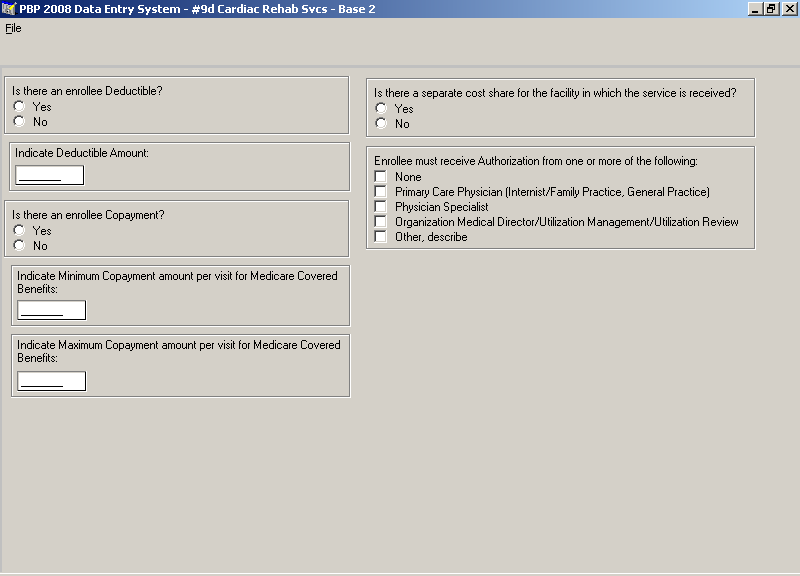 PBP 2008 Data Entry System - #9d Cardiac Rehab Svcs - Base 2
File
Is there an enrollee Deductible?
Yes
No
Indicate Deductible Amount:
Is there an enrollee Copayment?
Yes
No
Indicate Minimum Copayment amount per visit for Medicare Covered
Benefits:
Indicate Maximum Copayment amount per visit for Medicare Covered
Benefits:
Is there a separate cost share for the facility in which the service is received?
Yes
No
Enrollee must receive Authorization from one or more of the following:
None
Primary Care Physician (Internist/Family Practice, General Practice)
Physician Specialist
Organization Medical Director/Utilization Management/Utilization Review
Other, describe